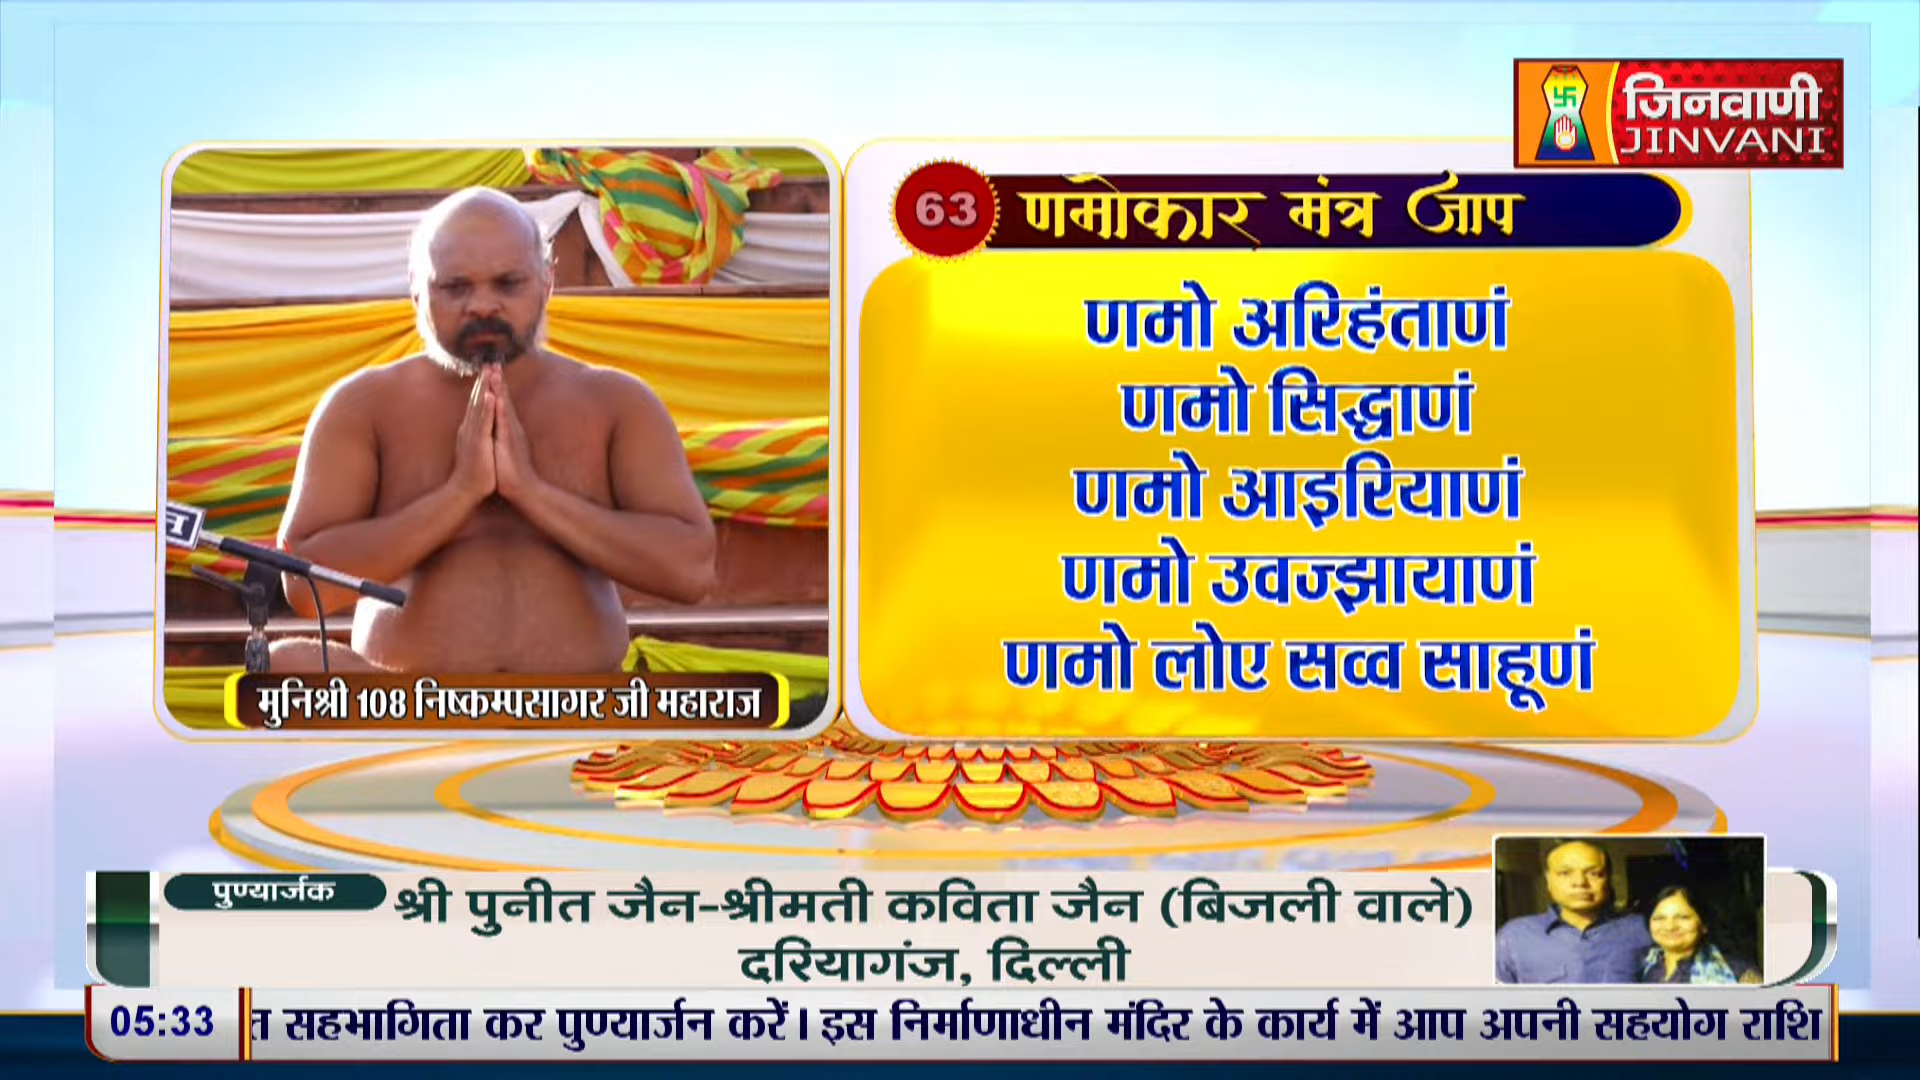 जिनवाणी
JINVANI
63 णमोकार मंत्र जाप
णमो अरिहंताणं
णमो सिद्धाणं
णमो आइरियाणं
णमो उवज्झायाणं
णमो लोए सव्व साहूणं
मुनिश्री 108 निष्कम्पसागर जी महाराज
पुण्यार्जक
श्री पुनीत जैन-श्रीमती कविता जैन (बिजली वाले)
दरियागंज, दिल्ली
05:33 सहभागिता कर पुण्यार्जन करें। इस निर्माणाधीन मंदिर के कार्य में आप अपनी सहयोग राशि